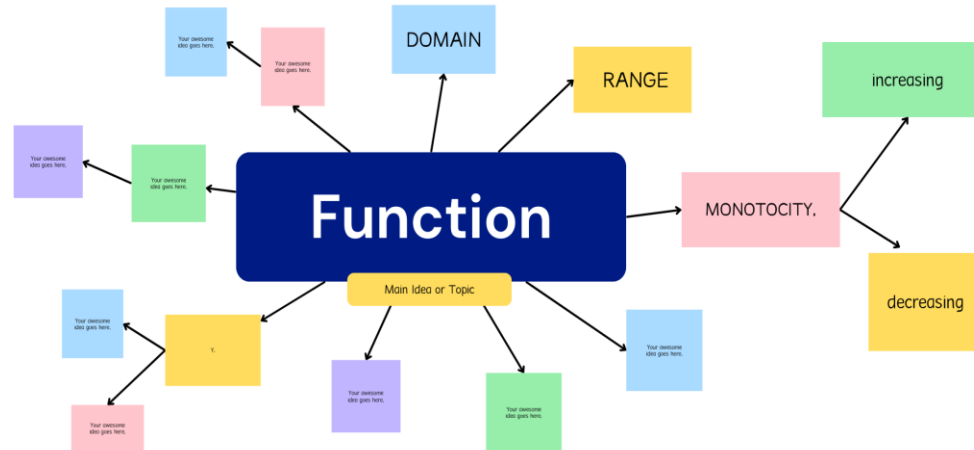 Your awesome
idea goes here.
Your awesome
idea goes here.
DOMAIN
RANGE
increasing
Your awesome
idea goes here.
Your awesome
idea goes here.
Function
MONOTOCITY,
Main Idea or Topic
decreasing
Your awesome
idea goes here.
Y,
Your awesome
idea goes here.
Your awesome
idea goes here.
Your awesome
idea goes here.
Your awesome
idea goes here.
Your awesome
idea goes here.